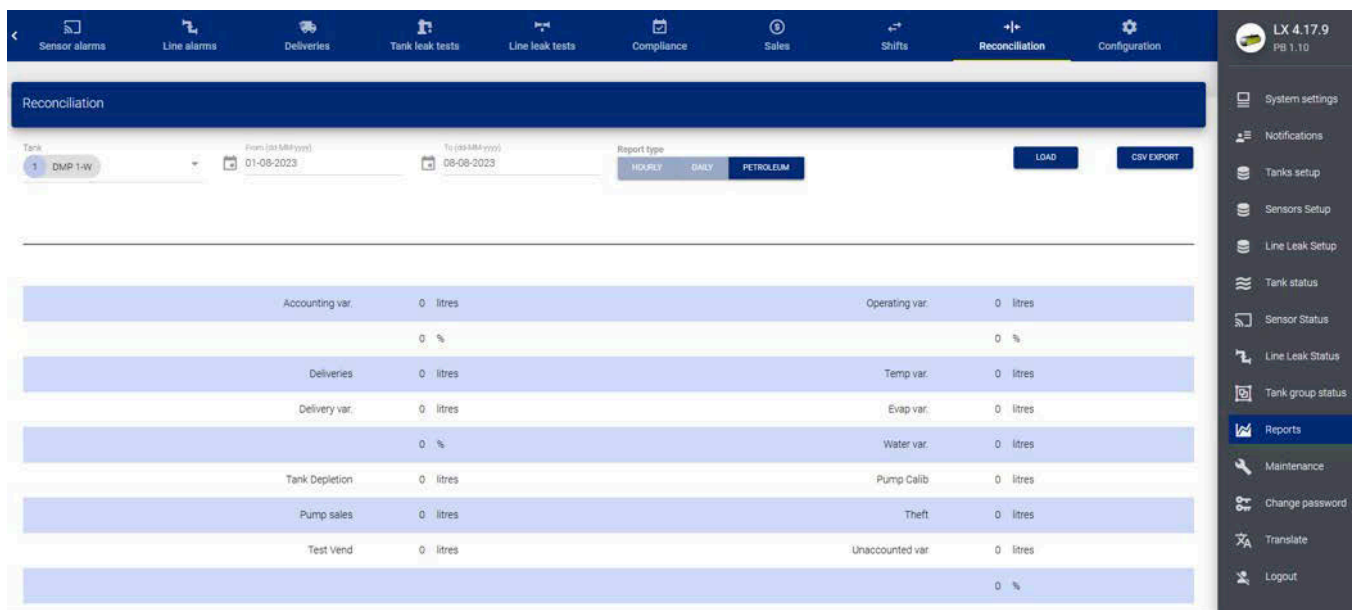 Sensor alarms Line alarms Deliveries Tank leak tests Line leak tests Compliance Sales Shifts Reconciliation Configuration
LX 4.17.9
PB 1.10
Reconciliation
Tank From (dd-MM-yyyy) To (dd-MM-yyyy) Report type
1 DMP 1-W 01-08-2023 08-08-2023 HOURLY DAILY PETROLEUM LOAD CSV EXPORT
Accounting var. 0 litres Operating var. 0 litres
0 % 0 %
Deliveries 0 litres Temp var. 0 litres
Delivery var. 0 litres Evap var. 0 litres
0 % Water var. 0 litres
Tank Depletion 0 litres Pump Calib 0 litres
Pump sales 0 litres Theft 0 litres
Test Vend 0 litres Unaccounted var 0 litres
0 %
System settings
Notifications
Tanks setup
Sensors Setup
Line Leak Setup
Tank status
Sensor Status
Line Leak Status
Tank group status
Reports
Maintenance
Change password
Translate
Logout